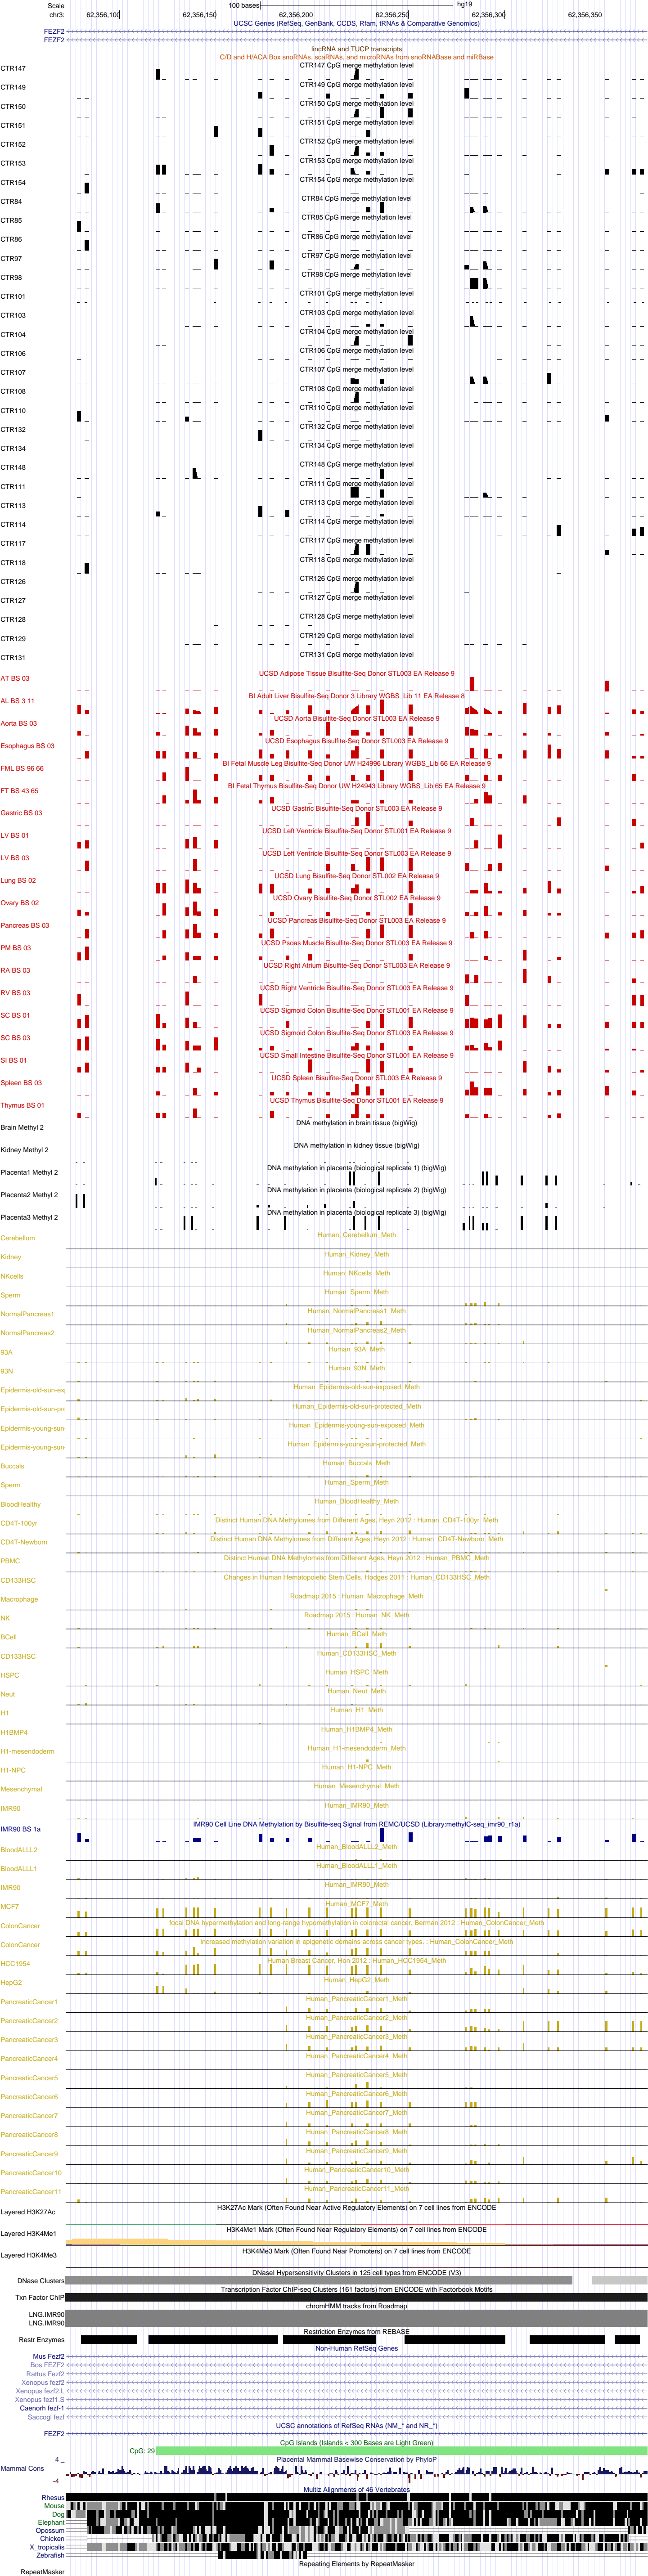 Scale 100 bases hg19
chr3: 62,356,100 62,356,150 62,356,200 62,356,250 62,356,300 62,356,350
UCSC Genes (RefSeq, GenBank, CCDS, Rfam, tRNAs & Comparative Genomics)
FEZF2
FEZF2
lincRNA and TUCP transcripts
C/D and H/ACA Box snoRNAs, scaRNAs, and microRNAs from snoRNABase and miRBase
CTR147 CpG merge methylation level
CTR147
CTR149 CpG merge methylation level
CTR149
CTR150 CpG merge methylation level
CTR150
CTR151 CpG merge methylation level
CTR151
CTR152 CpG merge methylation level
CTR152
CTR153 CpG merge methylation level
CTR153
CTR154 CpG merge methylation level
CTR154
CTR84 CpG merge methylation level
CTR84
CTR85 CpG merge methylation level
CTR85
CTR86 CpG merge methylation level
CTR86
CTR97 CpG merge methylation level
CTR97
CTR98 CpG merge methylation level
CTR98
CTR101 CpG merge methylation level
CTR101
CTR103 CpG merge methylation level
CTR103
CTR104 CpG merge methylation level
CTR104
CTR106 CpG merge methylation level
CTR106
CTR107 CpG merge methylation level
CTR107
CTR108 CpG merge methylation level
CTR108
CTR110 CpG merge methylation level
CTR110
CTR132 CpG merge methylation level
CTR132
CTR134 CpG merge methylation level
CTR134
CTR148 CpG merge methylation level
CTR148
CTR111 CpG merge methylation level
CTR111
CTR113 CpG merge methylation level
CTR113
CTR114 CpG merge methylation level
CTR114
CTR117 CpG merge methylation level
CTR117
CTR118 CpG merge methylation level
CTR118
CTR126 CpG merge methylation level
CTR126
CTR127 CpG merge methylation level
CTR127
CTR128 CpG merge methylation level
CTR128
CTR129 CpG merge methylation level
CTR129
CTR131 CpG merge methylation level
CTR131
UCSD Adipose Tissue Bisulfite-Seq Donor STL003 EA Release 9
AT BS 03
BI Adult Liver Bisulfite-Seq Donor 3 Library WGBS_Lib 11 EA Release 8
AL BS 3 11
UCSD Aorta Bisulfite-Seq Donor STL003 EA Release 9
Aorta BS 03
UCSD Esophagus Bisulfite-Seq Donor STL003 EA Release 9
Esophagus BS 03
BI Fetal Muscle Leg Bisulfite-Seq Donor UW H24996 Library WGBS_Lib 66 EA Release 9
FML BS 96 66
BI Fetal Thymus Bisulfite-Seq Donor UW H24943 Library WGBS_Lib 65 EA Release 9
FT BS 43 65
UCSD Gastric Bisulfite-Seq Donor STL003 EA Release 9
Gastric BS 03
UCSD Left Ventricle Bisulfite-Seq Donor STL001 EA Release 9
LV BS 01
UCSD Left Ventricle Bisulfite-Seq Donor STL003 EA Release 9
LV BS 03
UCSD Lung Bisulfite-Seq Donor STL002 EA Release 9
Lung BS 02
UCSD Ovary Bisulfite-Seq Donor STL002 EA Release 9
Ovary BS 02
UCSD Pancreas Bisulfite-Seq Donor STL003 EA Release 9
Pancreas BS 03
UCSD Psoas Muscle Bisulfite-Seq Donor STL003 EA Release 9
PM BS 03
UCSD Right Atrium Bisulfite-Seq Donor STL003 EA Release 9
RA BS 03
UCSD Right Ventricle Bisulfite-Seq Donor STL003 EA Release 9
RV BS 03
UCSD Sigmoid Colon Bisulfite-Seq Donor STL001 EA Release 9
SC BS 01
UCSD Sigmoid Colon Bisulfite-Seq Donor STL003 EA Release 9
SC BS 03
UCSD Small Intestine Bisulfite-Seq Donor STL001 EA Release 9
SI BS 01
UCSD Spleen Bisulfite-Seq Donor STL003 EA Release 9
Spleen BS 03
UCSD Thymus Bisulfite-Seq Donor STL001 EA Release 9
Thymus BS 01
DNA methylation in brain tissue (bigWig)
Brain Methyl 2
DNA methylation in kidney tissue (bigWig)
Kidney Methyl 2
DNA methylation in placenta (biological replicate 1) (bigWig)
Placenta1 Methyl 2
DNA methylation in placenta (biological replicate 2) (bigWig)
Placenta2 Methyl 2
DNA methylation in placenta (biological replicate 3) (bigWig)
Placenta3 Methyl 2
Human_Cerebellum_Meth
Cerebellum
Human_Kidney_Meth
Kidney
Human_NKcells_Meth
NKcells
Human_Sperm_Meth
Sperm
Human_NormalPancreas1_Meth
NormalPancreas1
Human_NormalPancreas2_Meth
NormalPancreas2
Human_93A_Meth
93A
Human_93N_Meth
93N
Human_Epidermis-old-sun-exposed_Meth
Epidermis-old-sun-ex
Human_Epidermis-old-sun-protected_Meth
Epidermis-old-sun-pr
Human_Epidermis-young-sun-exposed_Meth
Epidermis-young-sun
Human_Epidermis-young-sun-protected_Meth
Epidermis-young-sun
Human_Buccals_Meth
Buccals
Human_Sperm_Meth
Sperm
Human_BloodHealthy_Meth
BloodHealthy
Distinct Human DNA Methylomes from Different Ages, Heyn 2012 : Human_CD4T-100yr_Meth
CD4T-100yr
Distinct Human DNA Methylomes from Different Ages, Heyn 2012 : Human_CD4T-Newborn_Meth
CD4T-Newborn
Distinct Human DNA Methylomes from Different Ages, Heyn 2012 : Human_PBMC_Meth
PBMC
Changes in Human Hematopoietic Stem Cells, Hodges 2011 : Human_CD133HSC_Meth
CD133HSC
Roadmap 2015 : Human_Macrophage_Meth
Macrophage
Roadmap 2015 : Human_NK_Meth
NK
Human_BCell_Meth
BCell
Human_CD133HSC_Meth
CD133HSC
Human_HSPC_Meth
HSPC
Human_Neut_Meth
Neut
Human_H1_Meth
H1
Human_H1BMP4_Meth
H1BMP4
Human_H1-mesendoderm_Meth
H1-mesendoderm
Human_H1-NPC_Meth
H1-NPC
Human_Mesenchymal_Meth
Mesenchymal
Human_IMR90_Meth
IMR90
IMR90 Cell Line DNA Methylation by Bisulfite-seq Signal from REMC/UCSD (Library:methylC-seq_imr90_r1a)
IMR90 BS 1a
Human_BloodALLL2_Meth
BloodALLL2
Human_BloodALLL1_Meth
BloodALLL1
Human_IMR90_Meth
IMR90
Human_MCF7_Meth
MCF7
focal DNA hypermethylation and long-range hypomethylation in colorectal cancer, Berman 2012 : Human_ColonCancer_Meth
ColonCancer
Increased methylation variation in epigenetic domains across cancer types, : Human_ColonCancer_Meth
ColonCancer
Human Breast Cancer, Hon 2012 : Human_HCC1954_Meth
HCC1954
Human_HepG2_Meth
HepG2
Human_PancreaticCancer1_Meth
PancreaticCancer1
Human_PancreaticCancer2_Meth
PancreaticCancer2
Human_PancreaticCancer3_Meth
PancreaticCancer3
Human_PancreaticCancer4_Meth
PancreaticCancer4
Human_PancreaticCancer5_Meth
PancreaticCancer5
Human_PancreaticCancer6_Meth
PancreaticCancer6
Human_PancreaticCancer7_Meth
PancreaticCancer7
Human_PancreaticCancer8_Meth
PancreaticCancer8
Human_PancreaticCancer9_Meth
PancreaticCancer9
Human_PancreaticCancer10_Meth
PancreaticCancer10
Human_PancreaticCancer11_Meth
PancreaticCancer11
H3K27Ac Mark (Often Found Near Active Regulatory Elements) on 7 cell lines from ENCODE
Layered H3K27Ac
H3K4Me1 Mark (Often Found Near Regulatory Elements) on 7 cell lines from ENCODE
Layered H3K4Me1
H3K4Me3 Mark (Often Found Near Promoters) on 7 cell lines from ENCODE
Layered H3K4Me3
DNaseI Hypersensitivity Clusters in 125 cell types from ENCODE (V3)
DNase Clusters
Transcription Factor ChIP-seq Clusters (161 factors) from ENCODE with Factorbook Motifs
Txn Factor ChIP
chromHMM tracks from Roadmap
LNG.IMR90
LNG.IMR90
Restriction Enzymes from REBASE
Restr Enzymes
Non-Human RefSeq Genes
Mus Fezf2
Bos FEZF2
Rattus Fezf2
Xenopus fezf2
Xenopus fezf2.L
Xenopus fezf1.S
Caenorh fezf-1
Saccogl fezf
UCSC annotations of RefSeq RNAs (NM_* and NR_*)
FEZF2
CpG Islands (Islands < 300 Bases are Light Green)
CpG: 29
Placental Mammal Basewise Conservation by PhyloP
4
Mammal Cons
-4
Multiz Alignments of 46 Vertebrates
Rhesus
Mouse
Dog
Elephant
Opossum
Chicken
X_tropicalis
Zebrafish
Repeating Elements by RepeatMasker
RepeatMasker